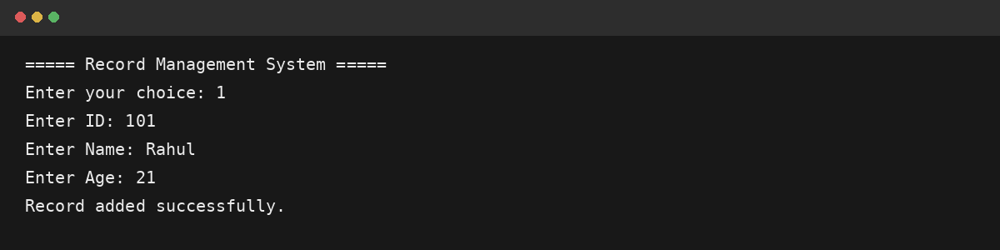 ===== Record Management System =====
Enter your choice: 1
Enter ID: 101
Enter Name: Rahul
Enter Age: 21
Record added successfully.